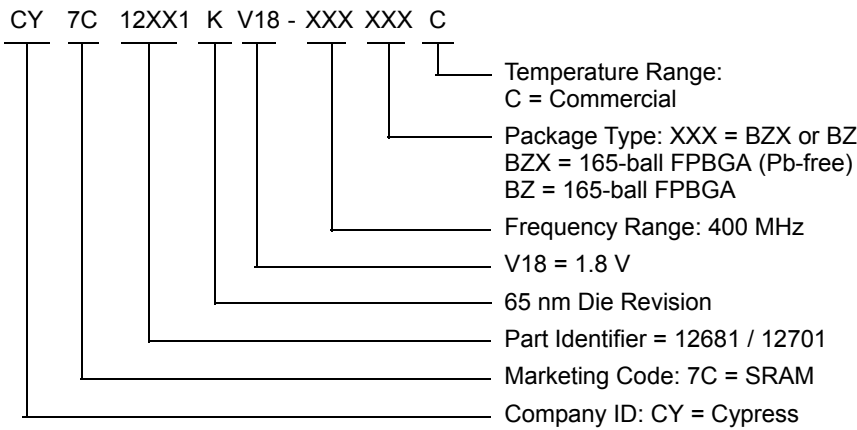 CY 7C 12XX1 K V18 - XXX XXX C
Temperature Range:
C = Commercial
Package Type: XXX = BZX or BZ
BZX = 165-ball FPBGA (Pb-free)
BZ = 165-ball FPBGA
Frequency Range: 400 MHz
V18 = 1.8 V
65 nm Die Revision
Part Identifier = 12681 / 12701
Marketing Code: 7C = SRAM
Company ID: CY = Cypress